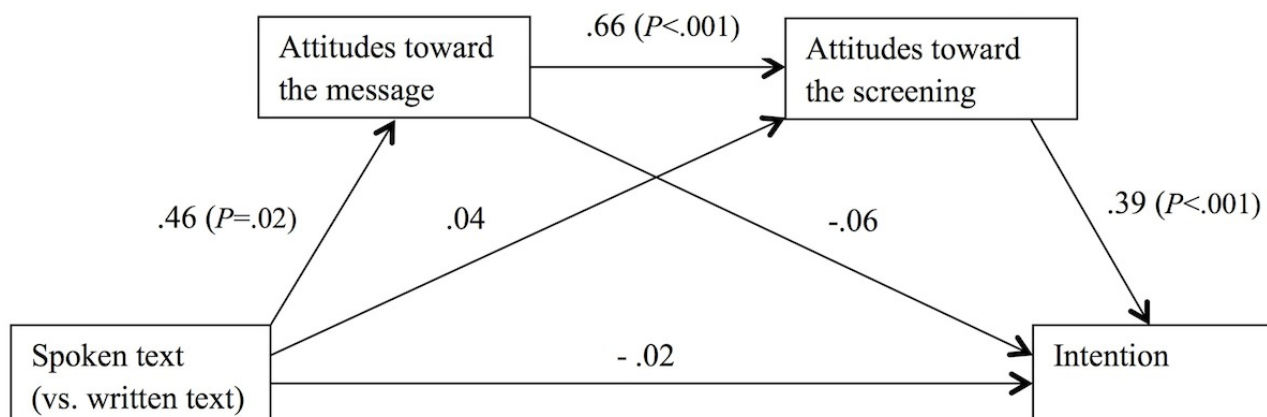 .66 (P<.001)
Attitudes toward
the message
Attitudes toward
the screening
.46 (P=.02)
.04
-.06
.39 (P<.001)
Spoken text
(vs. written text)
- .02
Intention